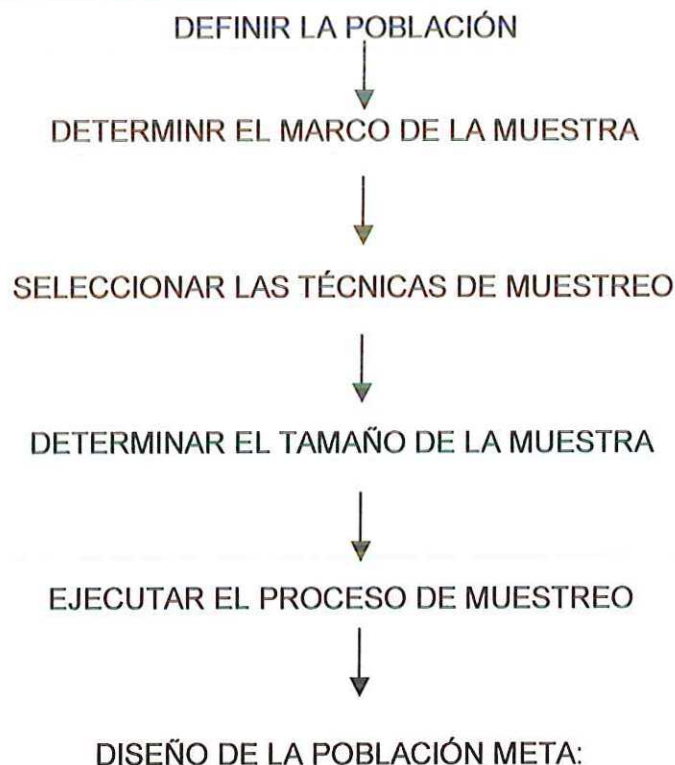 DEFINIR LA POBLACIÓN
DETERMINR EL MARCO DE LA MUESTRA
SELECCIONAR LAS TÉCNICAS DE MUESTREO
DETERMINAR EL TAMAÑO DE LA MUESTRA
EJECUTAR EL PROCESO DE MUESTREO
DISEÑO DE LA POBLACIÓN META: